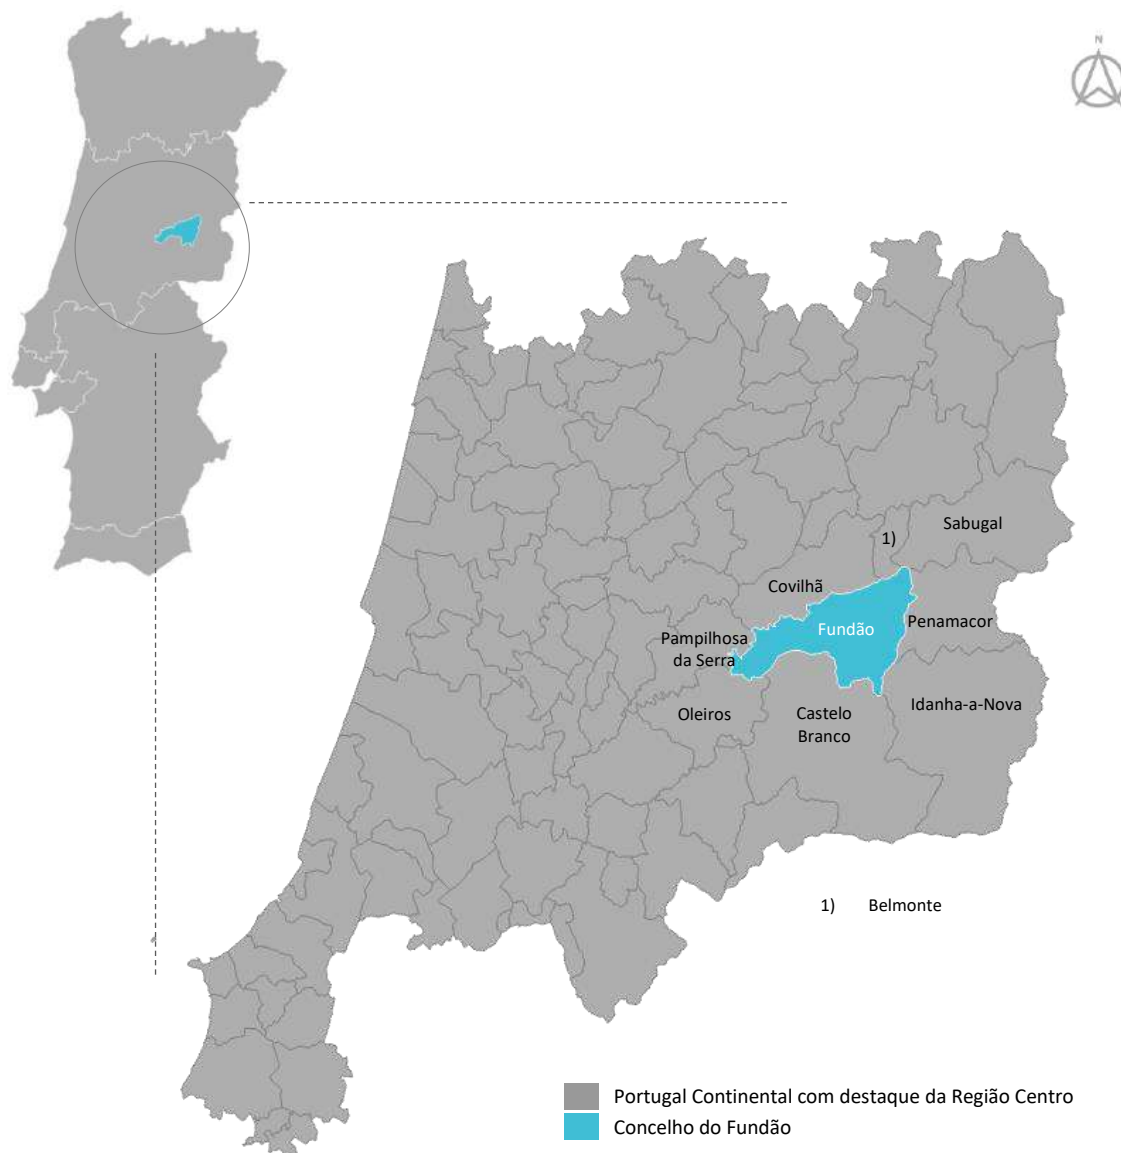 N
Sabugal
1)
Covilhã
Penamacor
Fundão
Pampilhosa
da Serra
Idanha-a-Nova
Oleiros
Castelo
Branco
1) Belmonte
Portugal Continental com destaque da Região Centro
Concelho do Fundão